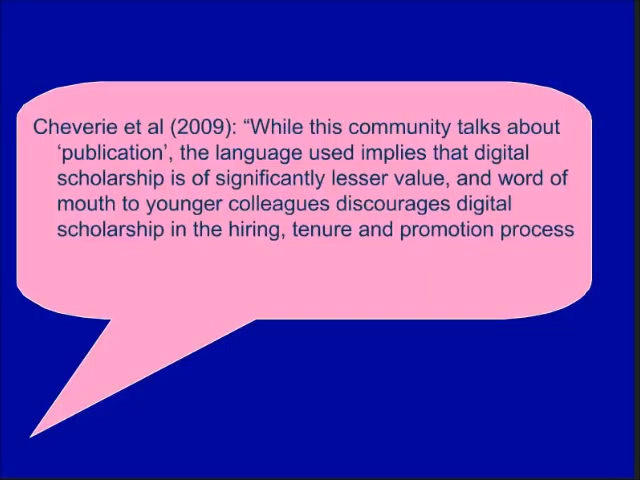 Cheverie et al (2009): “While this community talks about
‘publication’, the language used implies that digital
scholarship is of significantly lesser value, and word of
mouth to younger colleagues discourages digital
scholarship in the hiring, tenure and promotion process